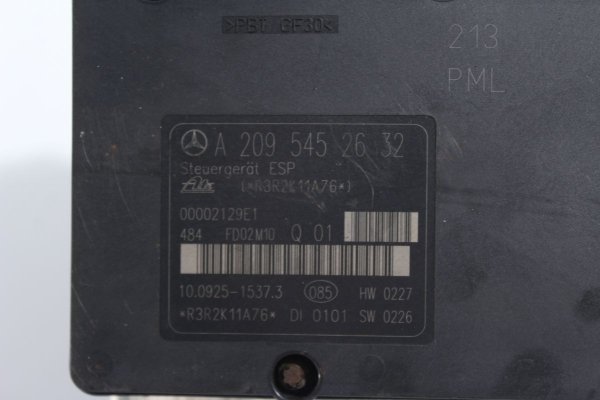 >PBT GF30<
213
PML
A 209 545 26 32
Steuergerät ESP
Ate (*R3R2K11A76*)
00002129E1
484 FD02M10 Q 01
10.0925-1537.3 085 HW 0227
*R3R2K11A76* DI 0101 SW 0226